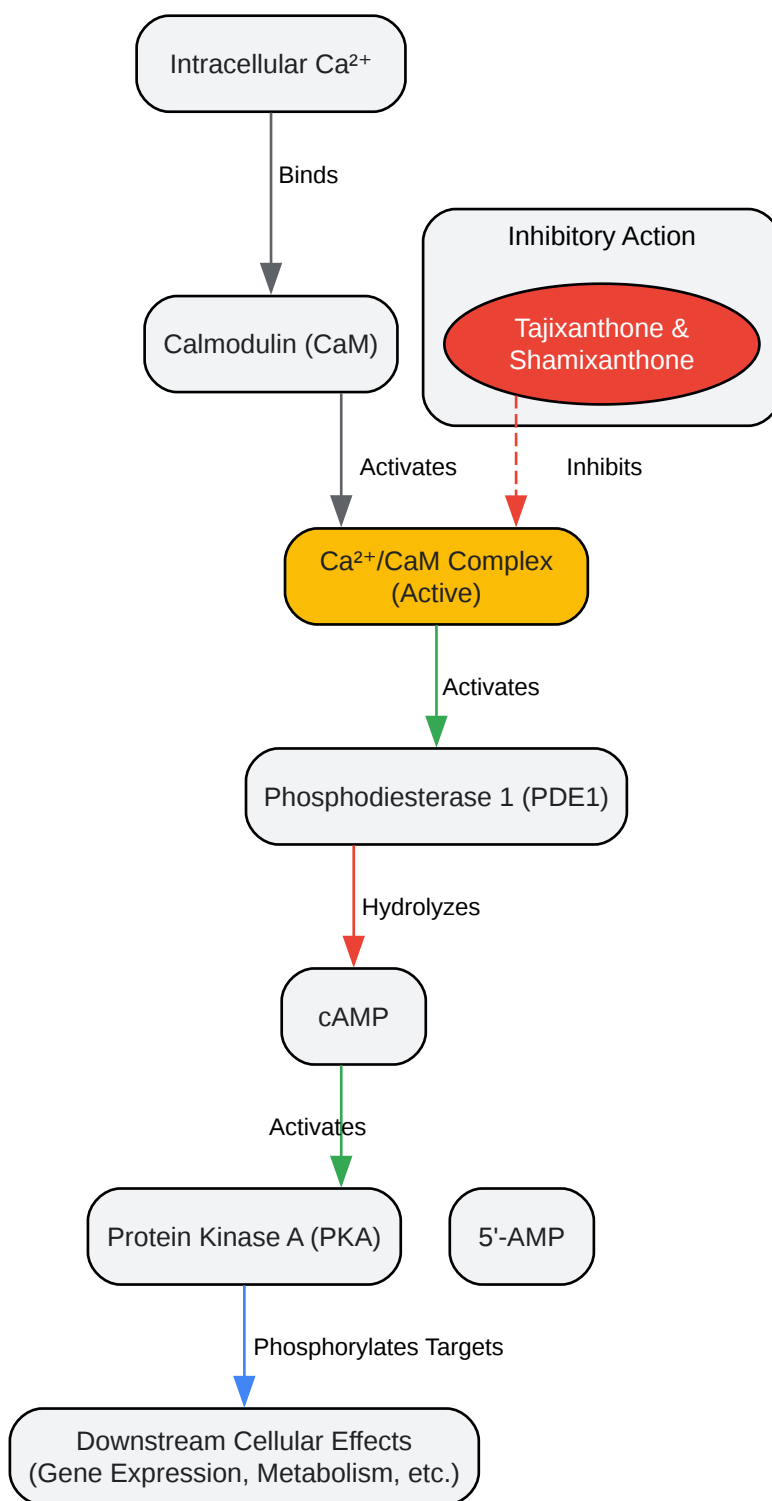 Intracellular Ca²⁺
Binds
Inhibitory Action
Tajixanthone &
Shamixanthone
Calmodulin (CaM)
Activates
Inhibits
Ca²⁺/CaM Complex
(Active)
Activates
Phosphodiesterase 1 (PDE1)
Hydrolyzes
cAMP
Activates
Protein Kinase A (PKA)
5'-AMP
Phosphorylates Targets
Downstream Cellular Effects
(Gene Expression, Metabolism, etc.)